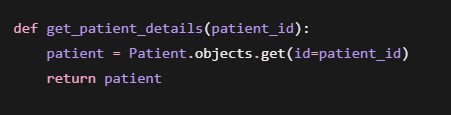 def get_patient_details(patient_id):
    patient = Patient.objects.get(id=patient_id)
    return patient